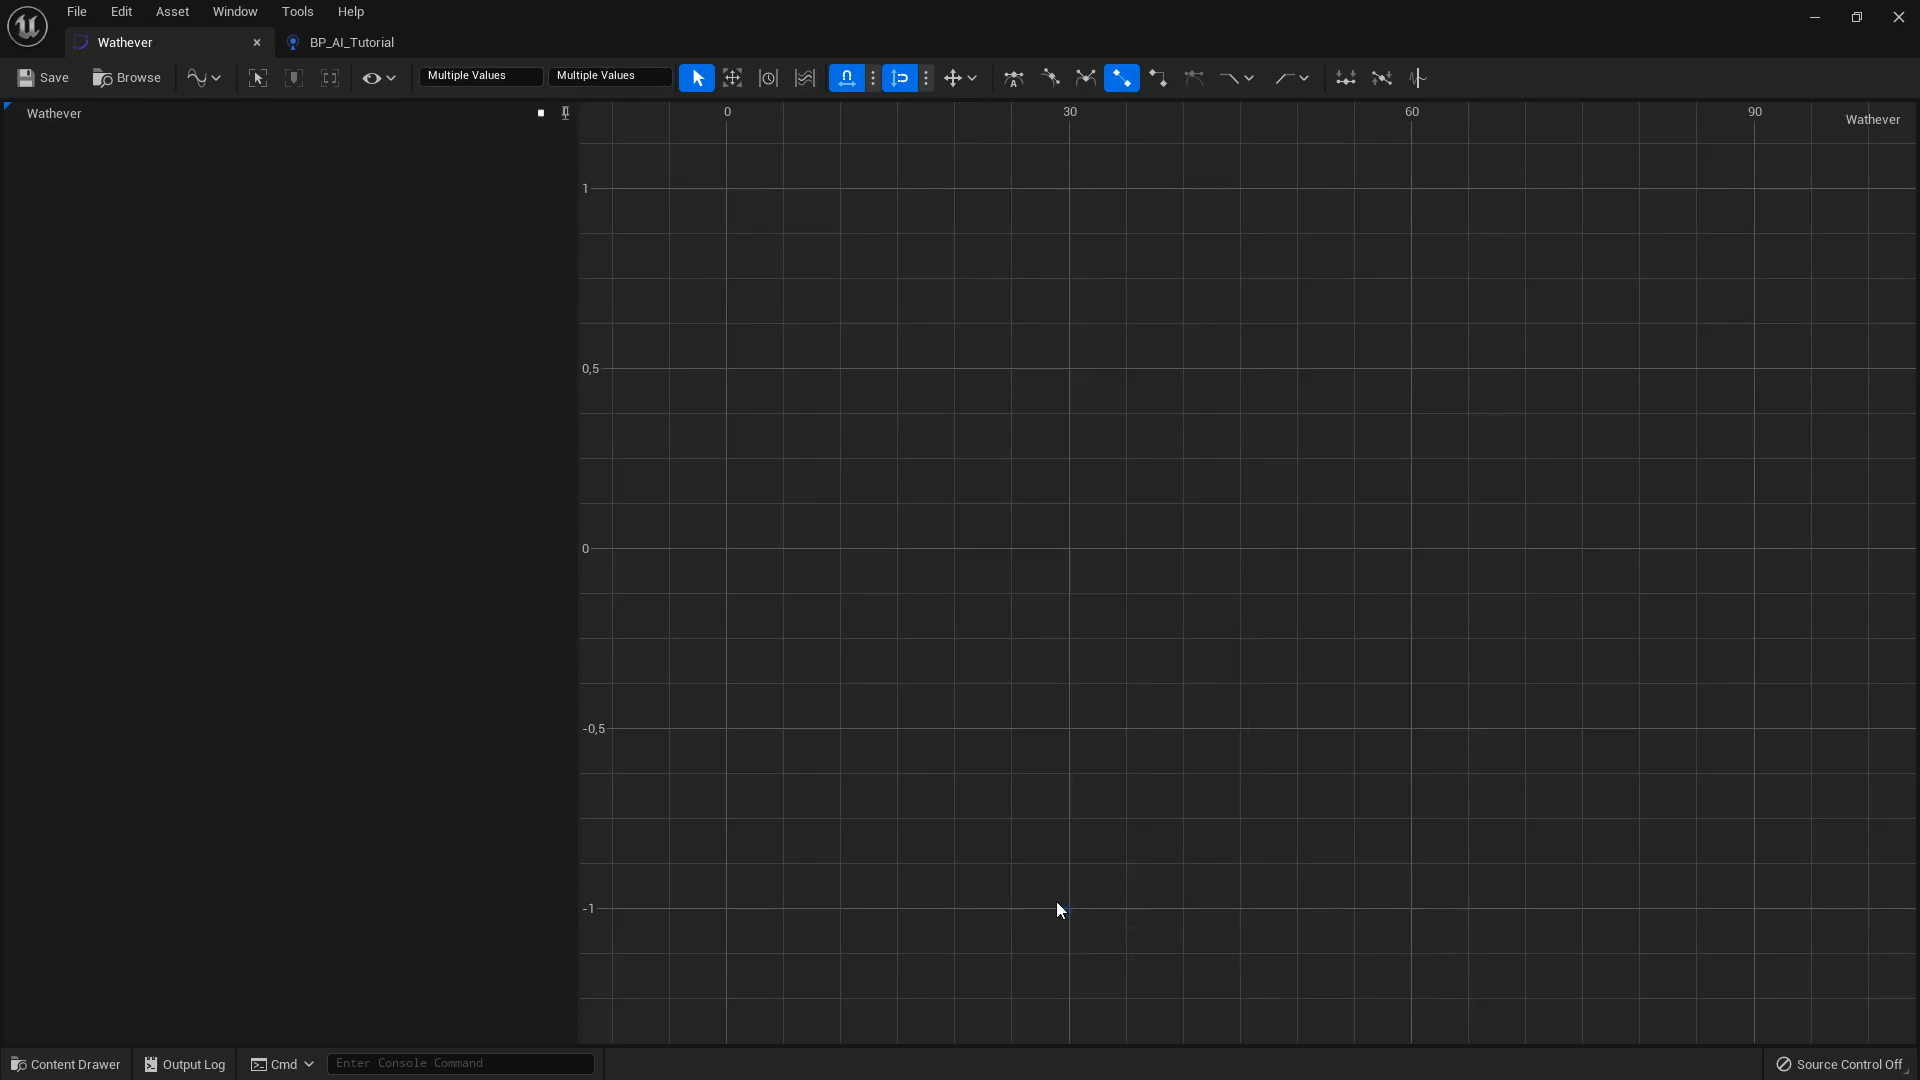 File Edit Asset Window Tools Help
Wathever BP_AI_Tutorial
Save Browse Multiple Values Multiple Values
Wathever
0 30 60 90
Wathever
1
0,5
0
-0,5
-1
Content Drawer Output Log Cmd Enter Console Command Source Control Off